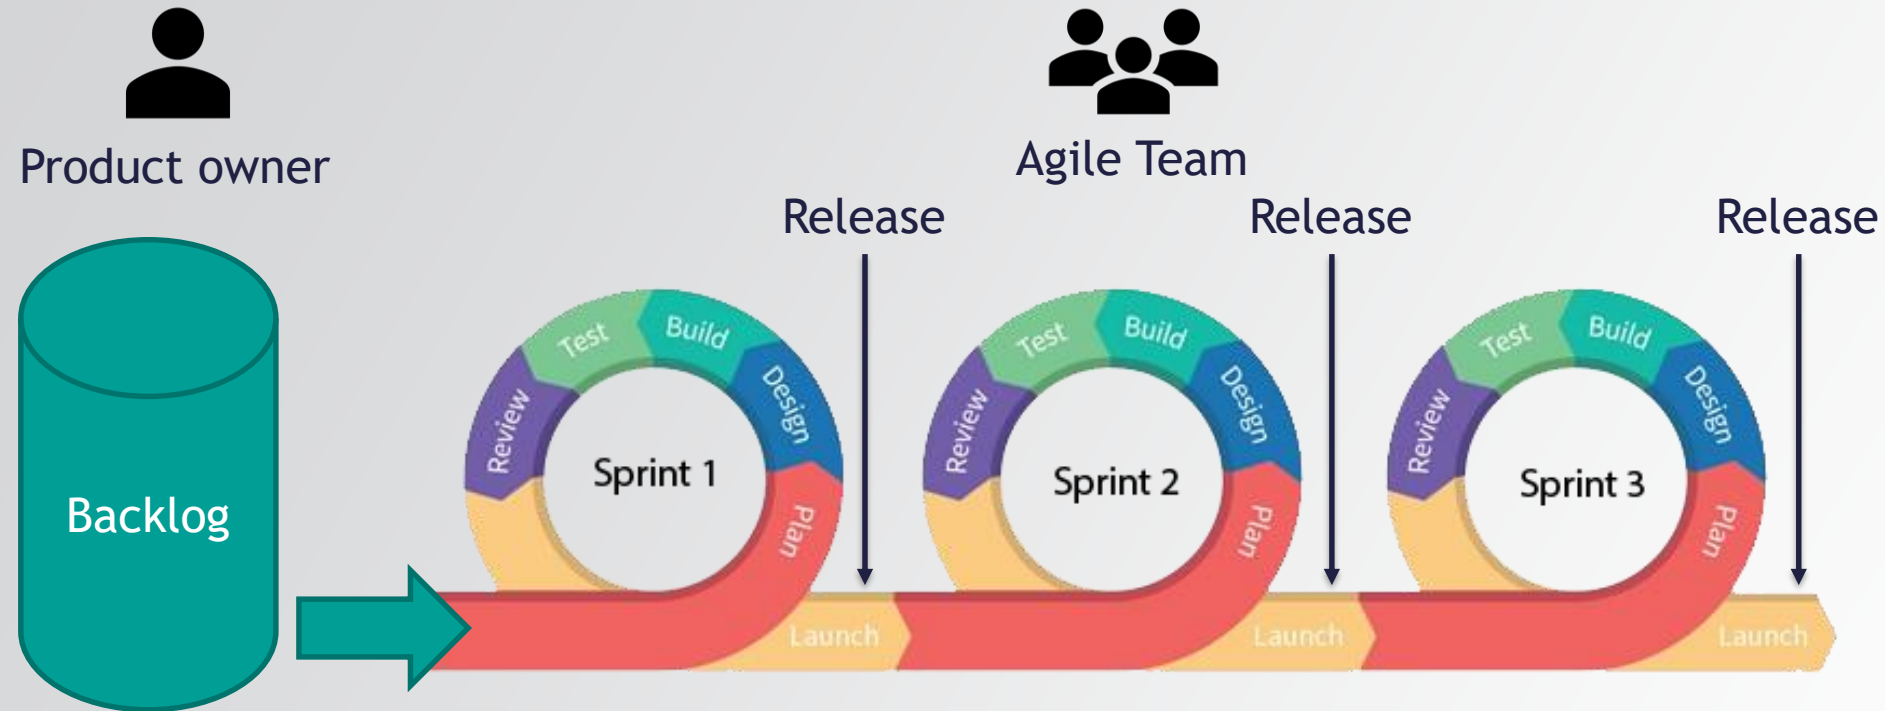 Product owner
Agile Team
Release
Release
Release
Backlog
Test
Build
Design
Review
Plan
Sprint 1
Launch
Test
Build
Design
Review
Plan
Sprint 2
Launch
Test
Build
Design
Review
Plan
Sprint 3
Launch